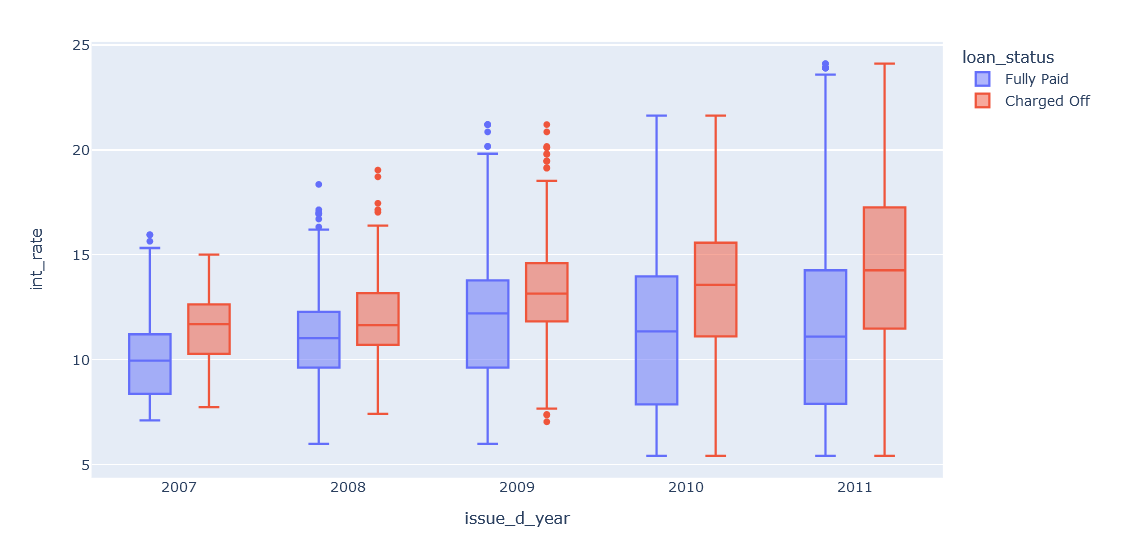 25
20
15
10
5
int_rate
2007 2008 2009 2010 2011
issue_d_year
loan_status
Fully Paid
Charged Off